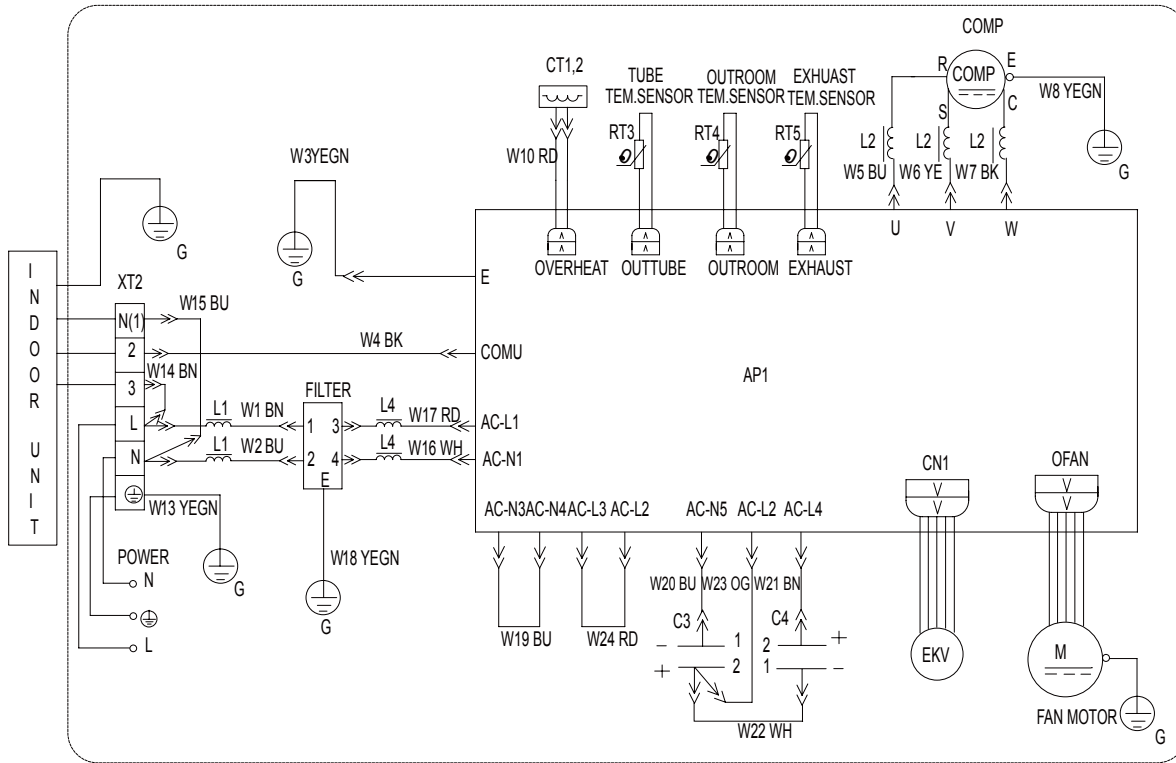 COMP
CT1,2
TUBE
TEM.SENSOR
OUTROOM
TEM.SENSOR
EXHUAST
TEM.SENSOR
R
COMP
E
W8 YEGN
S
C
RT3
RT4
RT5
L2
L2
L2
W3YEGN
W10 RD
W5 BU
W6 YE
W7 BK
G
G
G
U
V
W
OVERHEAT
OUTTUBE
OUTROOM
EXHAUST
INDOOR UNIT
XT2
E
N(1)
W15 BU
2
W4 BK
COMU
W14 BN
AP1
3
FILTER
L
L1
W1 BN
1
3
L4
W17 RD
AC-L1
N
L1
W2 BU
2
4
L4
W16 WH
AC-N1
E
CN1
OFAN
W13 YEGN
AC-N3
AC-N4
AC-L3
AC-L2
AC-N5
AC-L2
AC-L4
POWER
W18 YEGN
N
G
G
W20 BU
W23 OG
W21 BN
C3
C4
L
W19 BU
W24 RD
-
1
2
+
+
2
1
-
EKV
M
W22 WH
FAN MOTOR
G